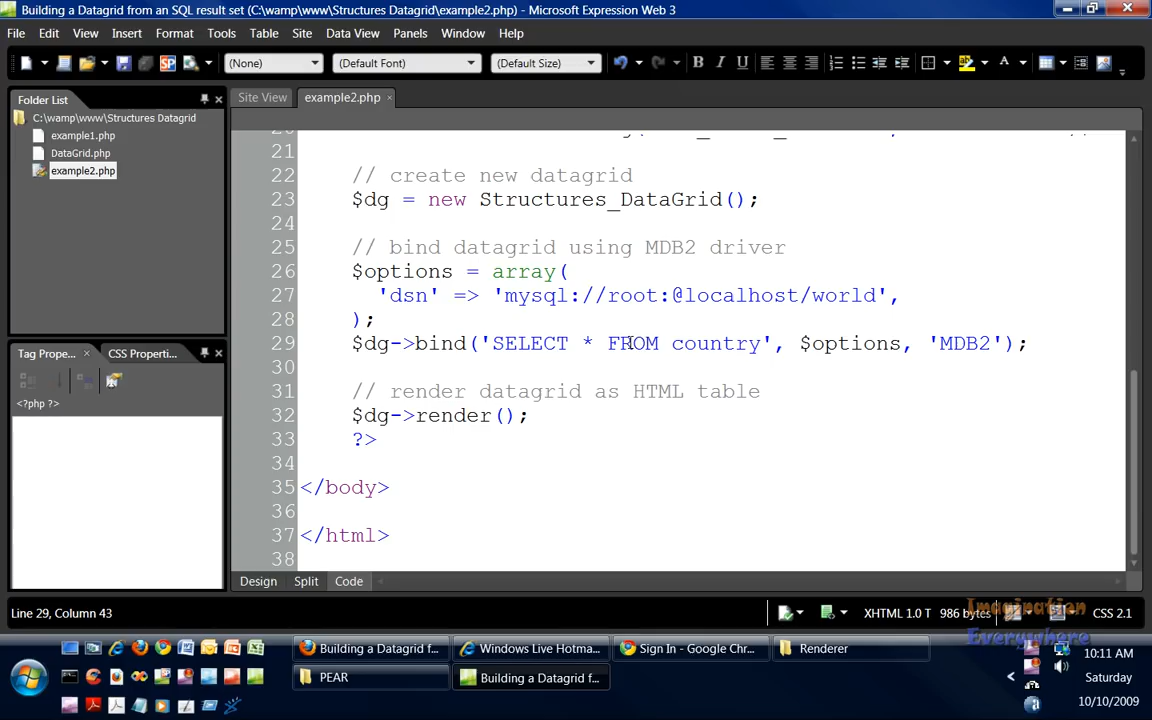 Building a Datagrid from an SQL result set (C:\wamp\www\Structures Datagrid\example2.php) - Microsoft Expression Web 3
File Edit View Insert Format Tools Table Site Data View Panels Window Help
(None) (Default Font) (Default Size) B I U
Folder List
C:\wamp\www\Structures Datagrid
example1.php
DataGrid.php
example2.php
Tag Prope... CSS Properti...
<?php ?>
Site View example2.php
21
22 // create new datagrid
23 $dg = new Structures_DataGrid();
24
25 // bind datagrid using MDB2 driver
26 $options = array(
27 'dsn' => 'mysql://root:@localhost/world',
28 );
29 $dg->bind('SELECT * FROM country', $options, 'MDB2');
30
31 // render datagrid as HTML table
32 $dg->render();
33 ?>
34
35 </body>
36
37 </html>
38
Design Split Code
Line 29, Column 43
XHTML 1.0 T 986 bytes CSS 2.1
Imagination
Everywhere
Building a Datagrid f... Windows Live Hotma... Sign In - Google Chr... Renderer
PEAR Building a Datagrid f...
10:11 AM
Saturday
10/10/2009